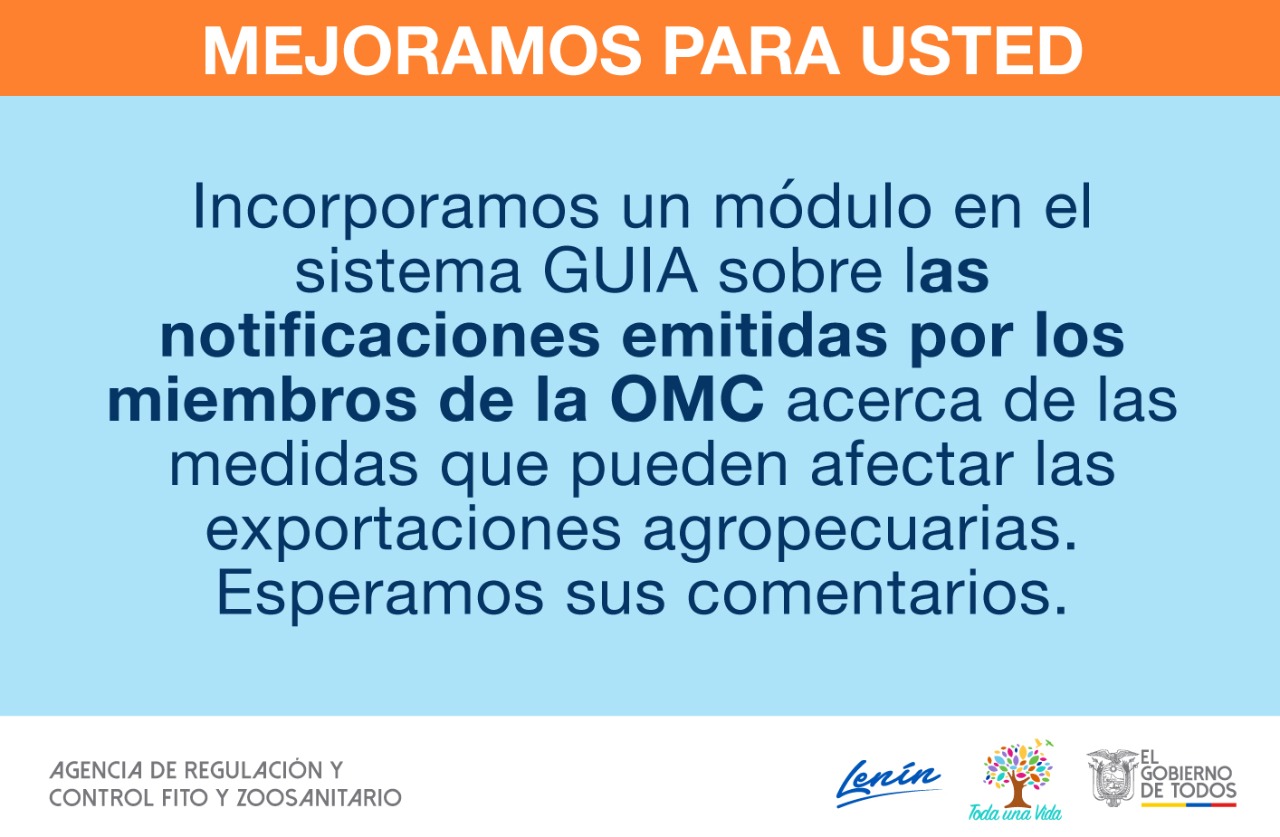 MEJORAMOS PARA USTED
Incorporamos un módulo en el
sistema GUIA sobre las
notificaciones emitidas por los
miembros de la OMC acerca de las
medidas que pueden afectar las
exportaciones agropecuarias.
Esperamos sus comentarios.
AGENCIA DE REGULACIÓN Y
CONTROL FITO Y ZOOSANITARIO
Lenín
Toda una Vida
EL
GOBIERNO
DE TODOS